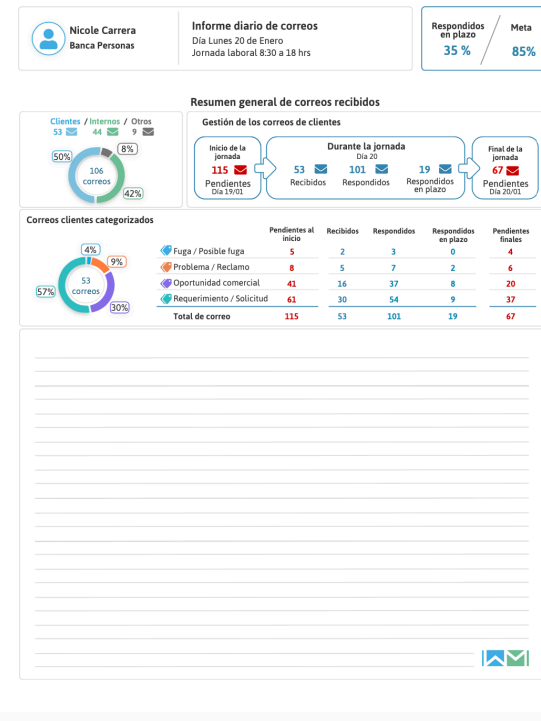 Nicole Carrera
Banca Personas
Informe diario de correos
Día Lunes 20 de Enero
Jornada laboral 8:30 a 18 hrs
Respondidos en plazo
35 %
Meta
85%
Resumen general de correos recibidos
Clientes / Internos / Otros
53 44 9
50%
8%
106 correos
42%
Gestión de los correos de clientes
Inicio de la jornada
115
Pendientes
Día 19/01
Durante la jornada
Día 20
53 101 19
Recibidos Respondidos Respondidos en plazo
Final de la jornada
67
Pendientes
Día 20/01
Correos clientes categorizados
4%
9%
57%
53 correos
30%
Pendientes al inicio Recibidos Respondidos Respondidos en plazo Pendientes finales
Fuga / Posible fuga 5 2 3 0 4
Problema / Reclamo 8 5 7 2 6
Oportunidad comercial 41 16 37 8 20
Requerimiento / Solicitud 61 30 54 9 37
Total de correo 115 53 101 19 67